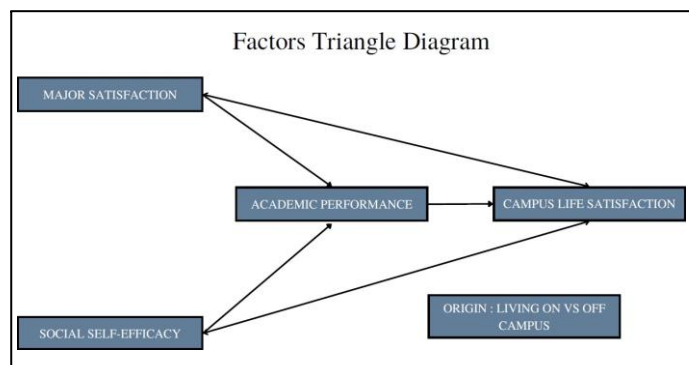 Factors Triangle Diagram
MAJOR SATISFACTION
ACADEMIC PERFORMANCE
CAMPUS LIFE SATISFACTION
SOCIAL SELF-EFFICACY
ORIGIN : LIVING ON VS OFF
CAMPUS